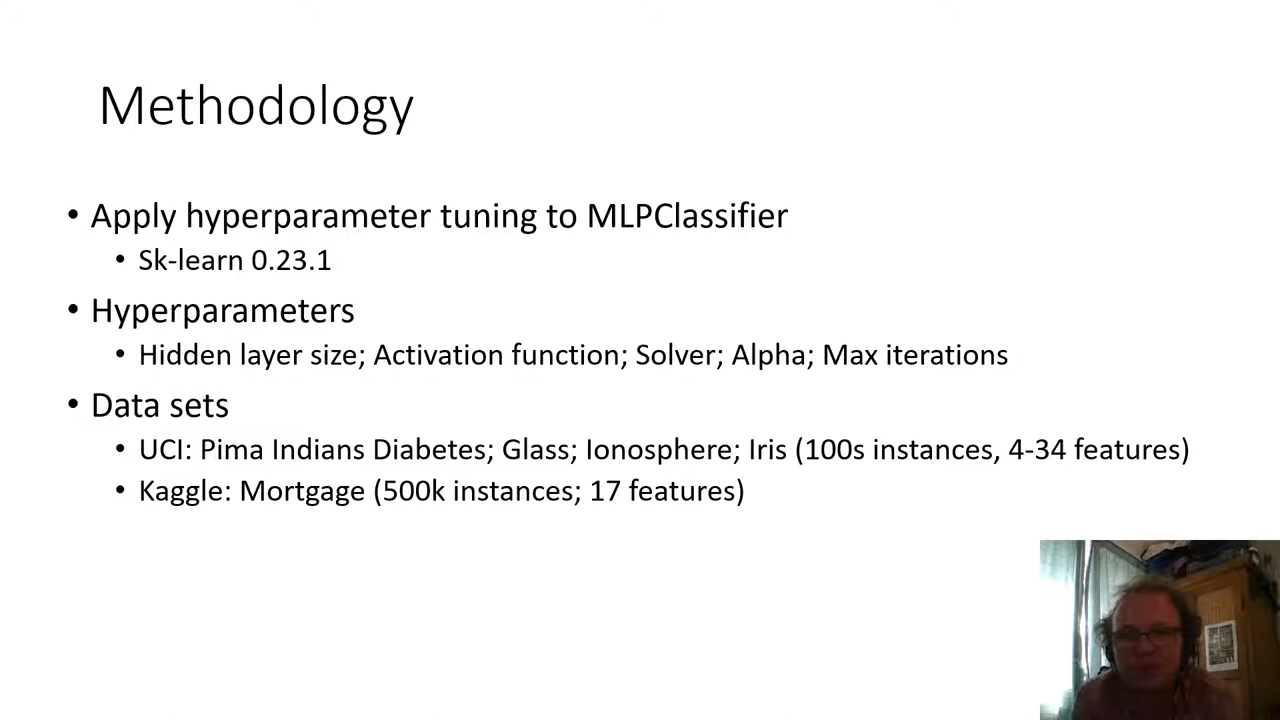 Methodology
• Apply hyperparameter tuning to MLPClassifier
• Sk-learn 0.23.1
• Hyperparameters
• Hidden layer size; Activation function; Solver; Alpha; Max iterations
• Data sets
• UCI: Pima Indians Diabetes; Glass; Ionosphere; Iris (100s instances, 4-34 features)
• Kaggle: Mortgage (500k instances; 17 features)